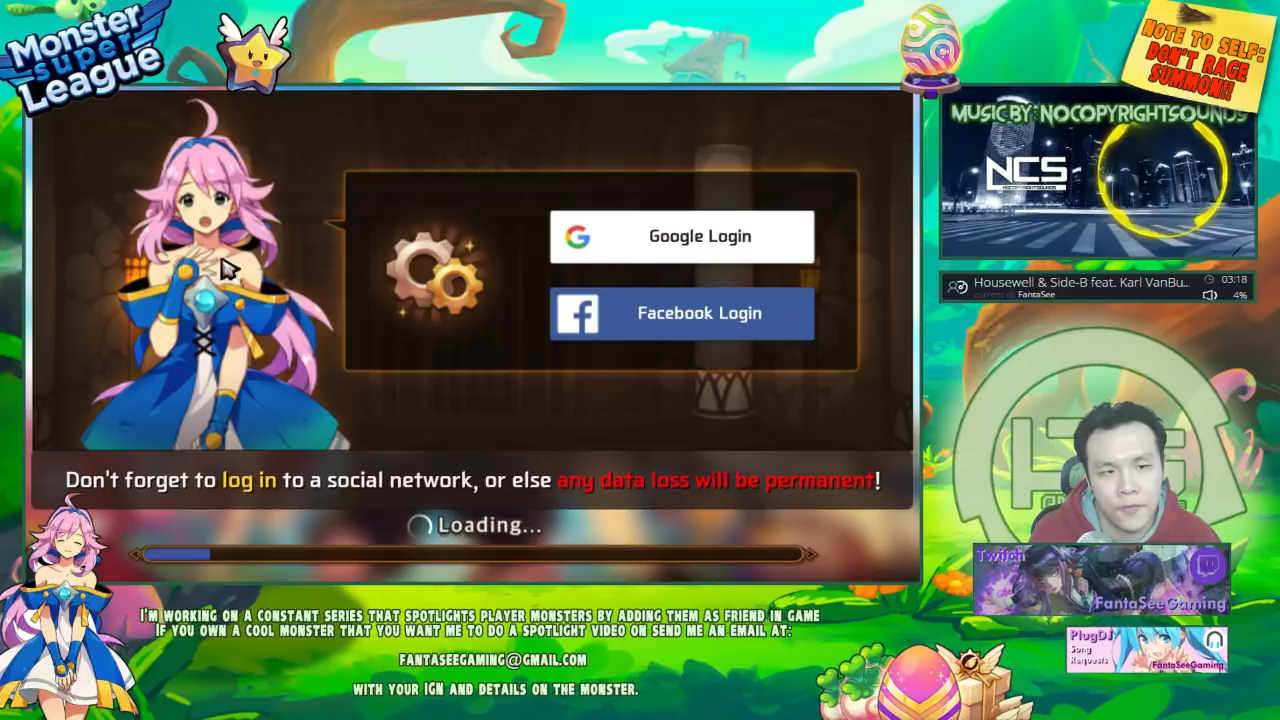 Monster
super
League
NOTE TO SELF:
DON'T RAGE
SUMMON!!
MUSIC BY: NOCOPYRIGHTSOUNDS
NCS
NOCOPYRIGHTSOUNDS
Housewell & Side-B feat. Karl VanBu...
03:18
current dj: FantaSee
4%
Google Login
Facebook Login
Don't forget to log in to a social network, or else any data loss will be permanent!
Loading...
Twitch
FantaSeeGaming
PlugDJ
Song
Requests
FantaSeeGaming
I'M WORKING ON A CONSTANT SERIES THAT SPOTLIGHTS PLAYER MONSTERS BY ADDING THEM AS FRIEND IN GAME
IF YOU OWN A COOL MONSTER THAT YOU WANT ME TO DO A SPOTLIGHT VIDEO ON SEND ME AN EMAIL AT:
FANTASEEGAMING@GMAIL.COM
WITH YOUR IGN AND DETAILS ON THE MONSTER.